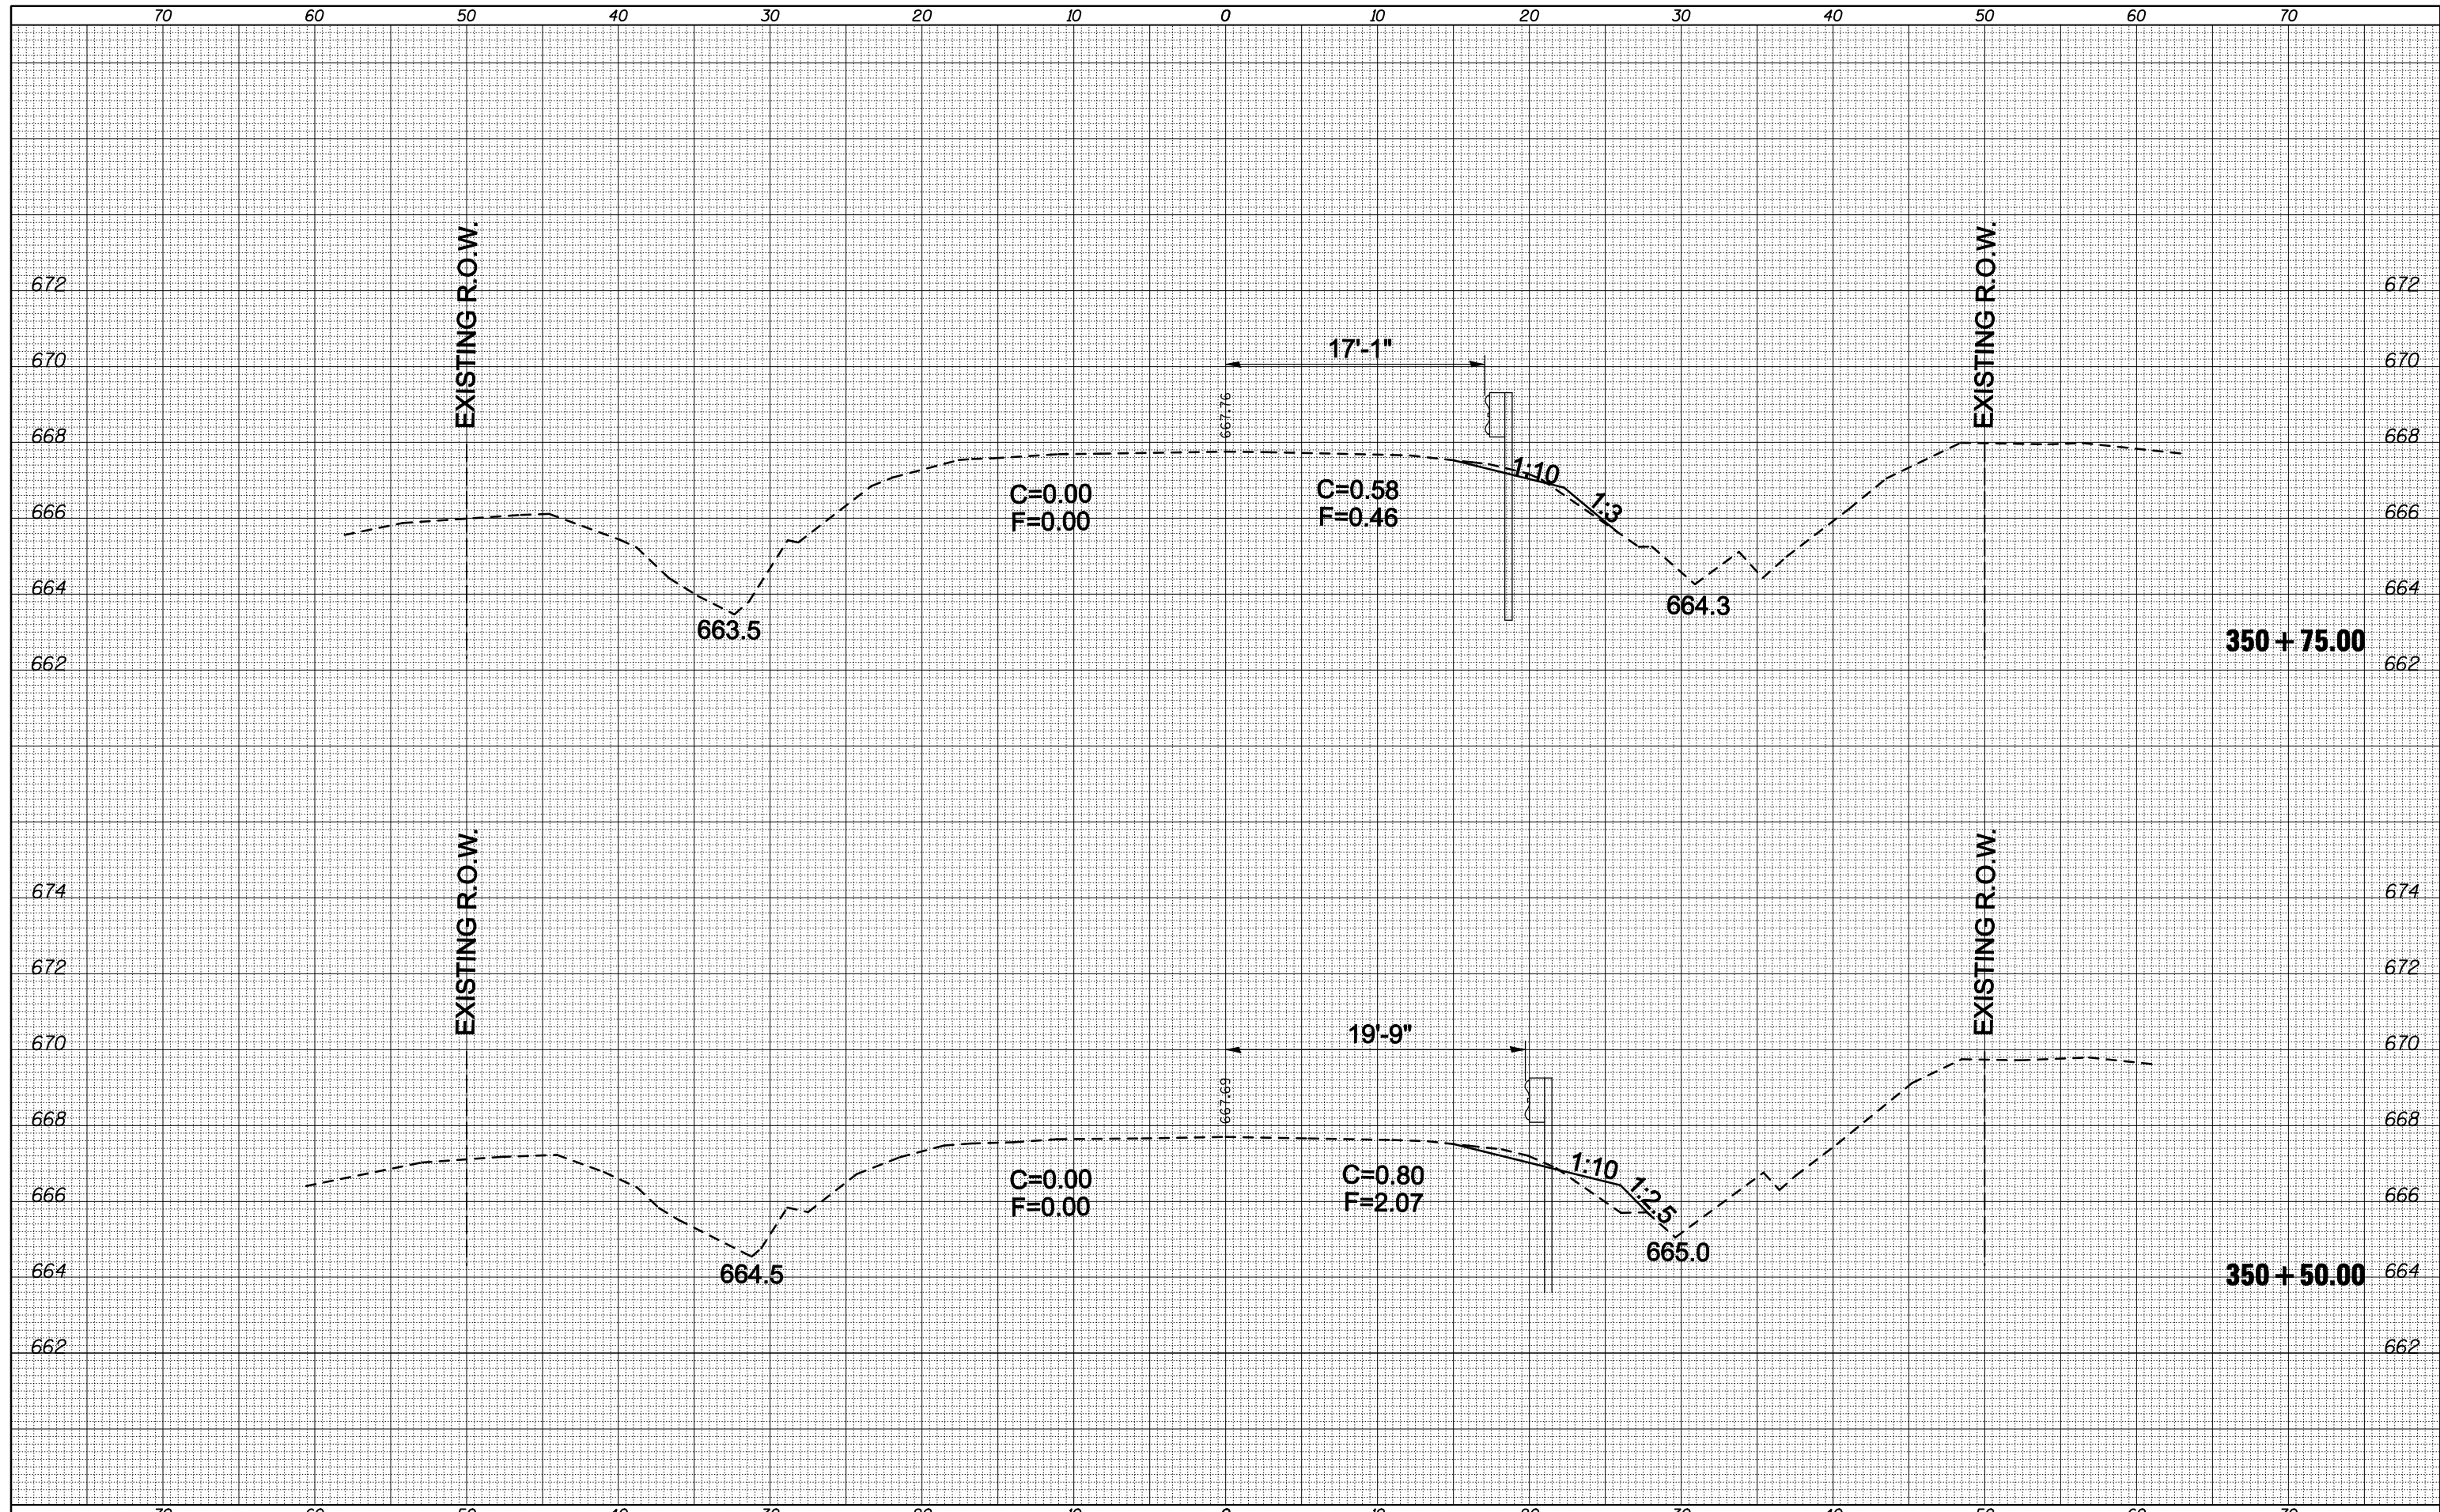 70 60 50 40 30 20 10 0 10 20 30 40 50 60 70
EXISTING R.O.W.
EXISTING R.O.W.
672 672
17'-1"
670 670
667.76
668 668
1:10
C=0.00
F=0.00
C=0.58
F=0.46
1:3
666 666
664 664
663.5
664.3
350+75.00
662 662
EXISTING R.O.W.
EXISTING R.O.W.
674 674
672 672
19'-9"
670 670
667.69
668 668
1:10
C=0.00
F=0.00
C=0.80
F=2.07
1:2.5
666 666
665.0
664.5
664 350+50.00 664
662 662